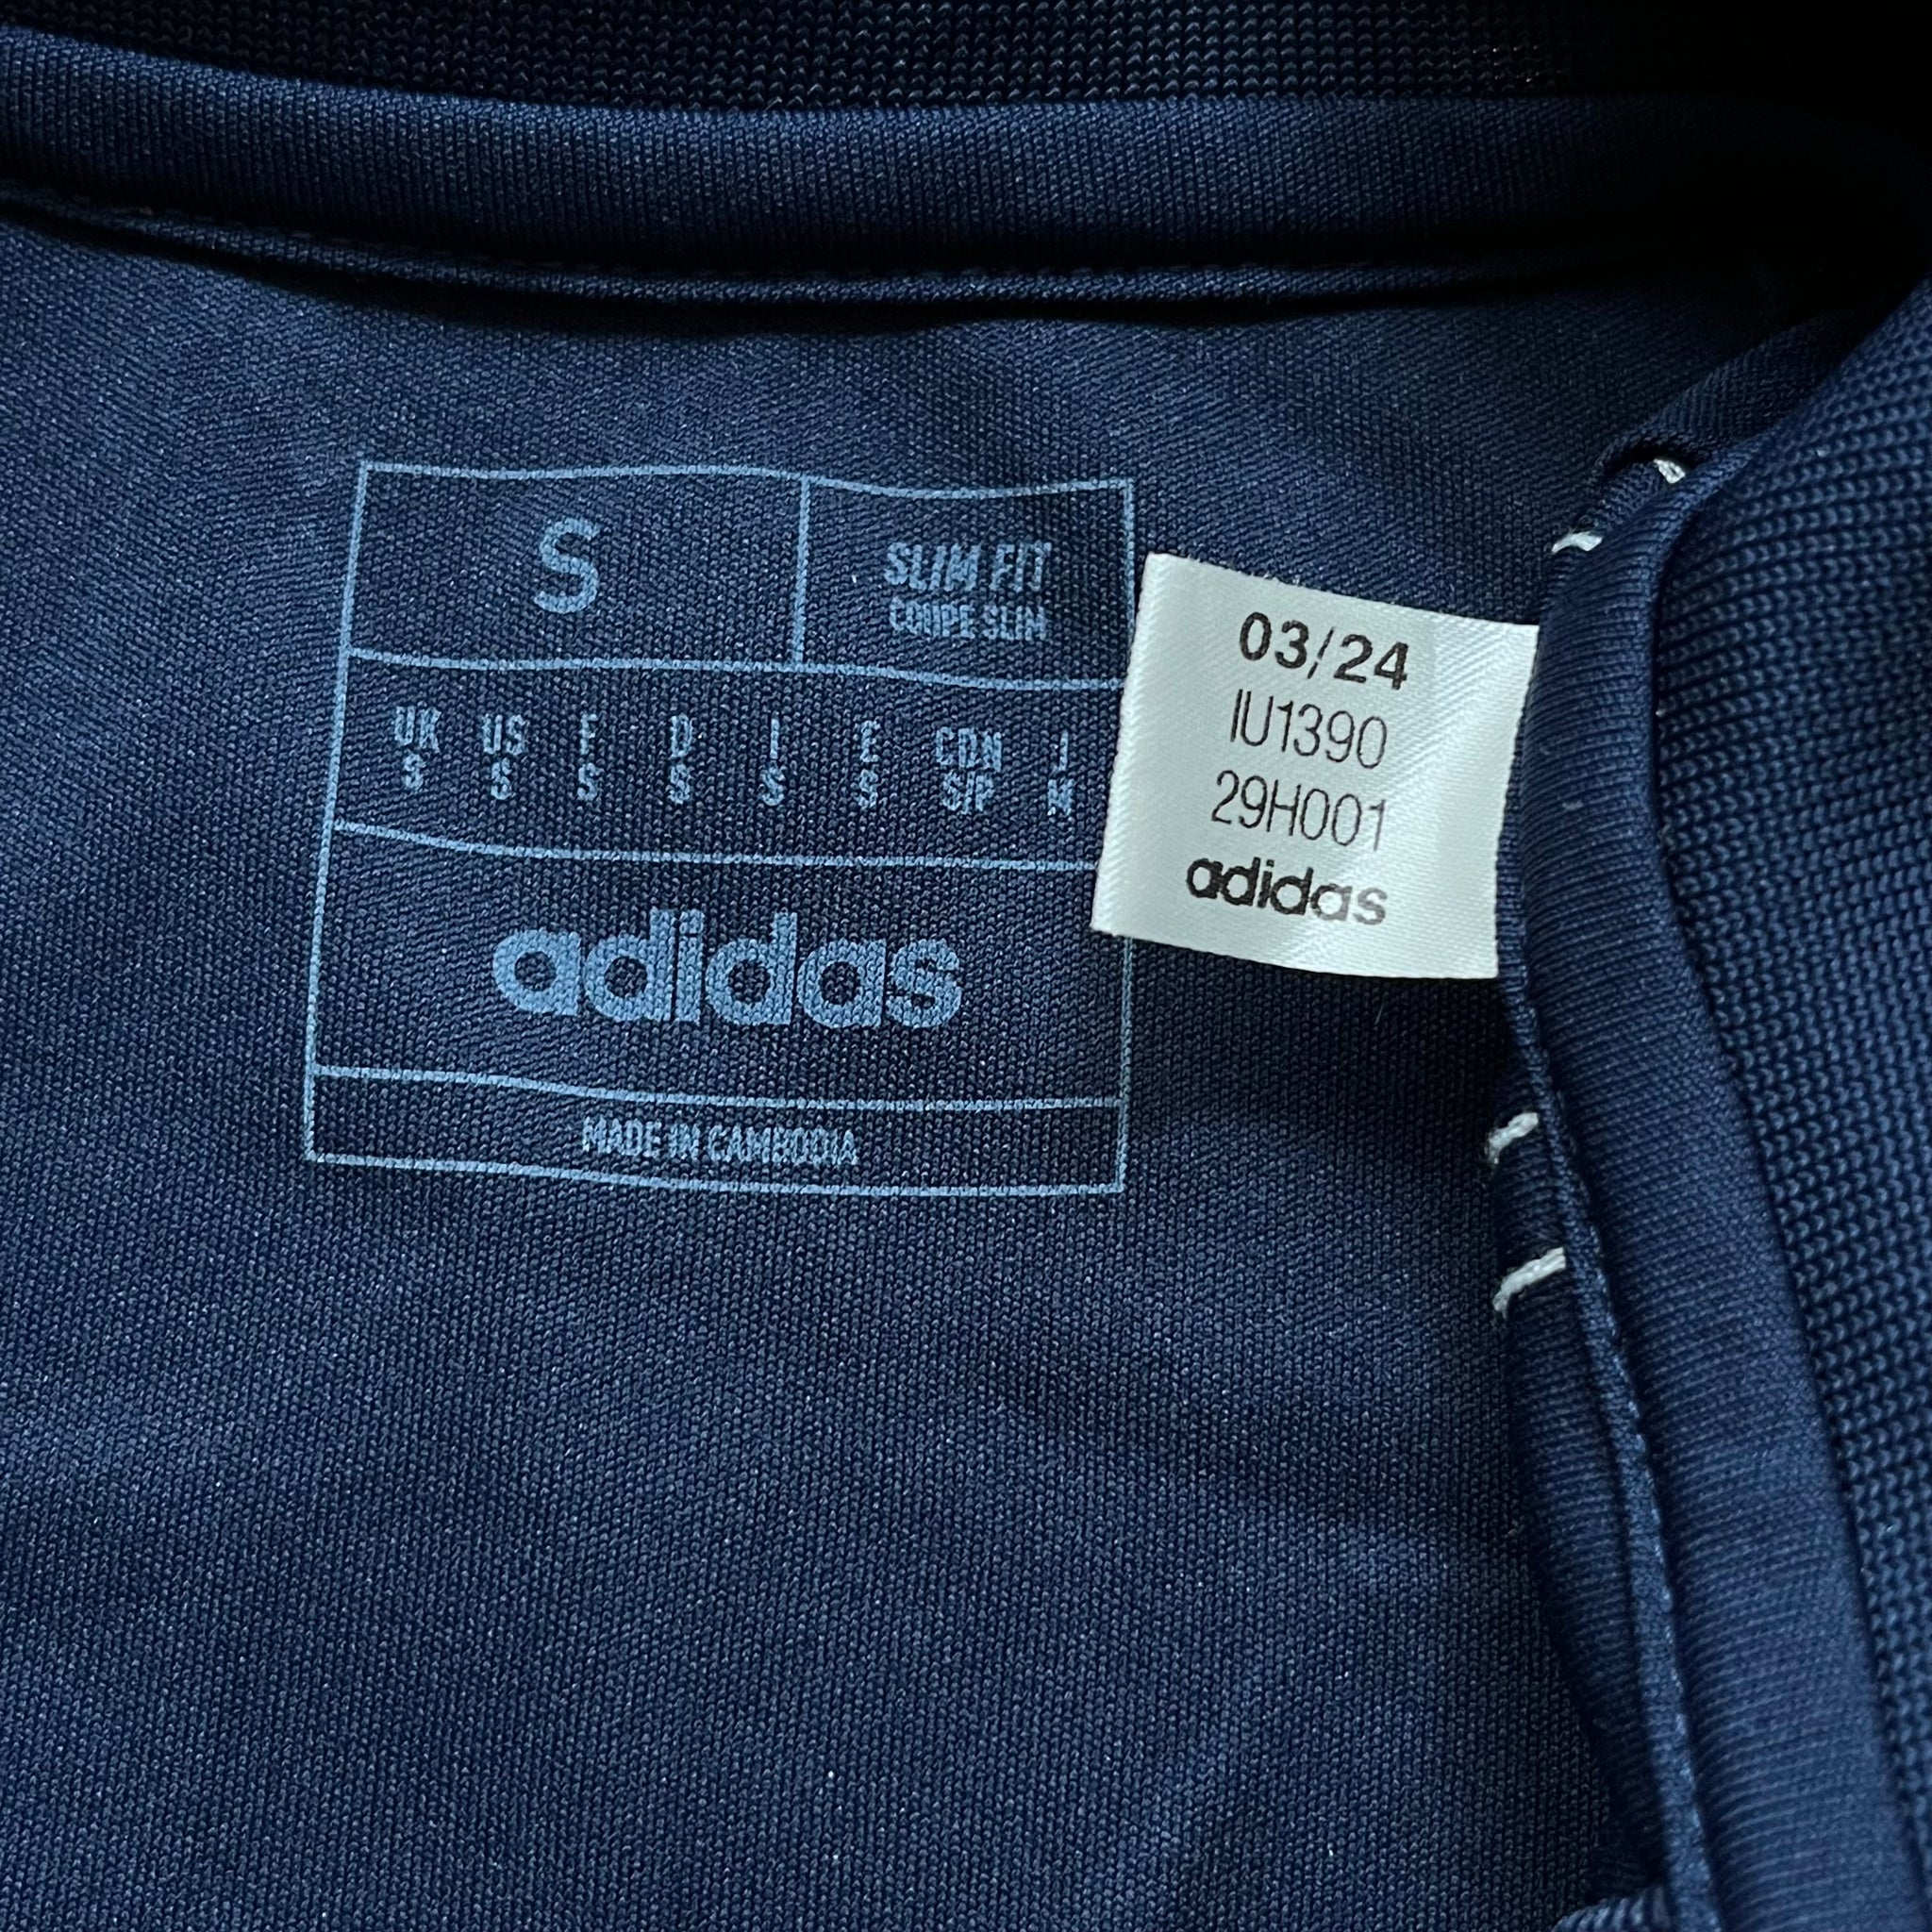 S
SLIM FIT
COUPE SLIM
UK US F D I E CDN J
S S S S S S S/P M
adidas
MADE IN CAMBODIA
03/24
IU1390
29H001
adidas